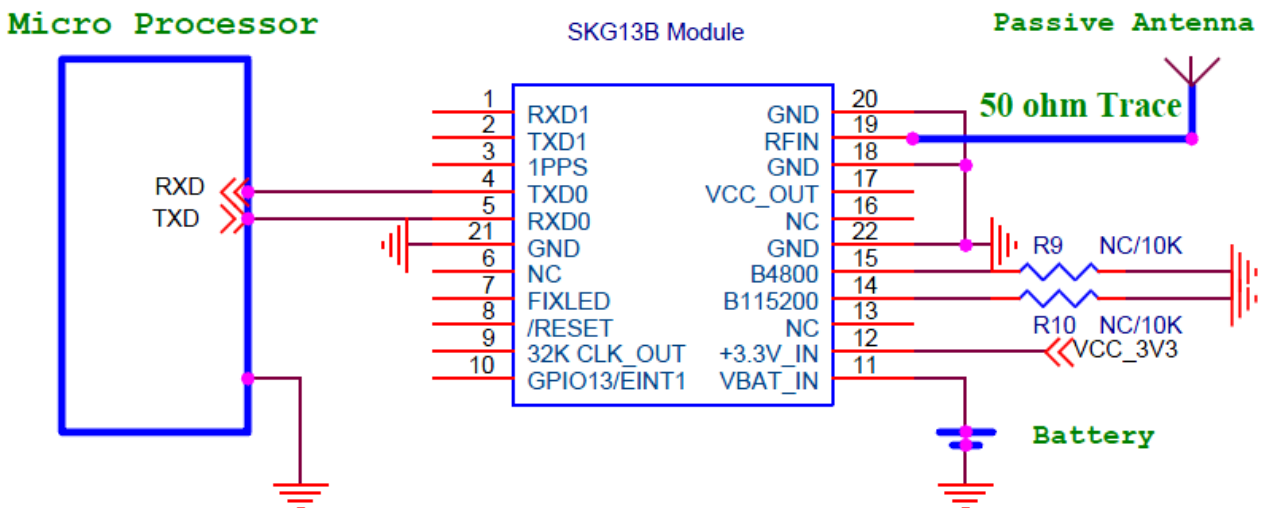 Micro Processor
SKG13B Module
Passive Antenna
50 ohm Trace
RXD
TXD
1 RXD1
2 TXD1
3 1PPS
4 TXD0
5 RXD0
21 GND
6 NC
7 FIXLED
8 /RESET
9 32K CLK_OUT
10 GPIO13/EINT1
GND 20
RFIN 19
GND 18
VCC_OUT 17
NC 16
GND 22
B4800 15
B115200 14
NC 13
+3.3V_IN 12
VBAT_IN 11
R9 NC/10K
R10 NC/10K
VCC_3V3
Battery